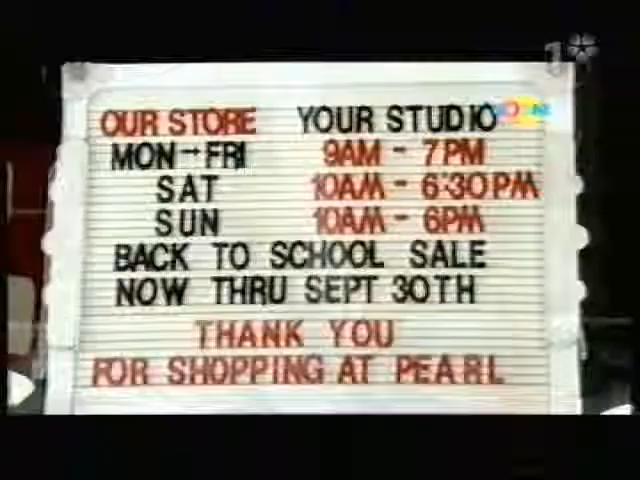 OUR STORE YOUR STUDIO
MON-FRI 9AM - 7PM
SAT 10AM - 6:30PM
SUN 10AM - 6PM
BACK TO SCHOOL SALE
NOW THRU SEPT 30TH
THANK YOU
FOR SHOPPING AT PEARL
1